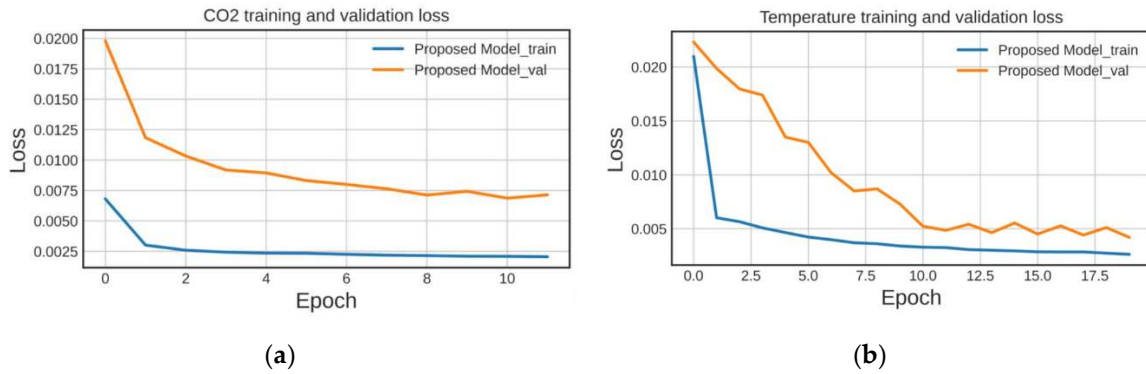 CO2 training and validation loss
0.0200
0.0175
0.0150
0.0125
0.0100
0.0075
0.0050
0.0025
Loss
Proposed Model_train
Proposed Model_val
0 2 4 6 8 10
Epoch
(a)
Temperature training and validation loss
0.020
0.015
0.010
0.005
Loss
Proposed Model_train
Proposed Model_val
0.0 2.5 5.0 7.5 10.0 12.5 15.0 17.5
Epoch
(b)